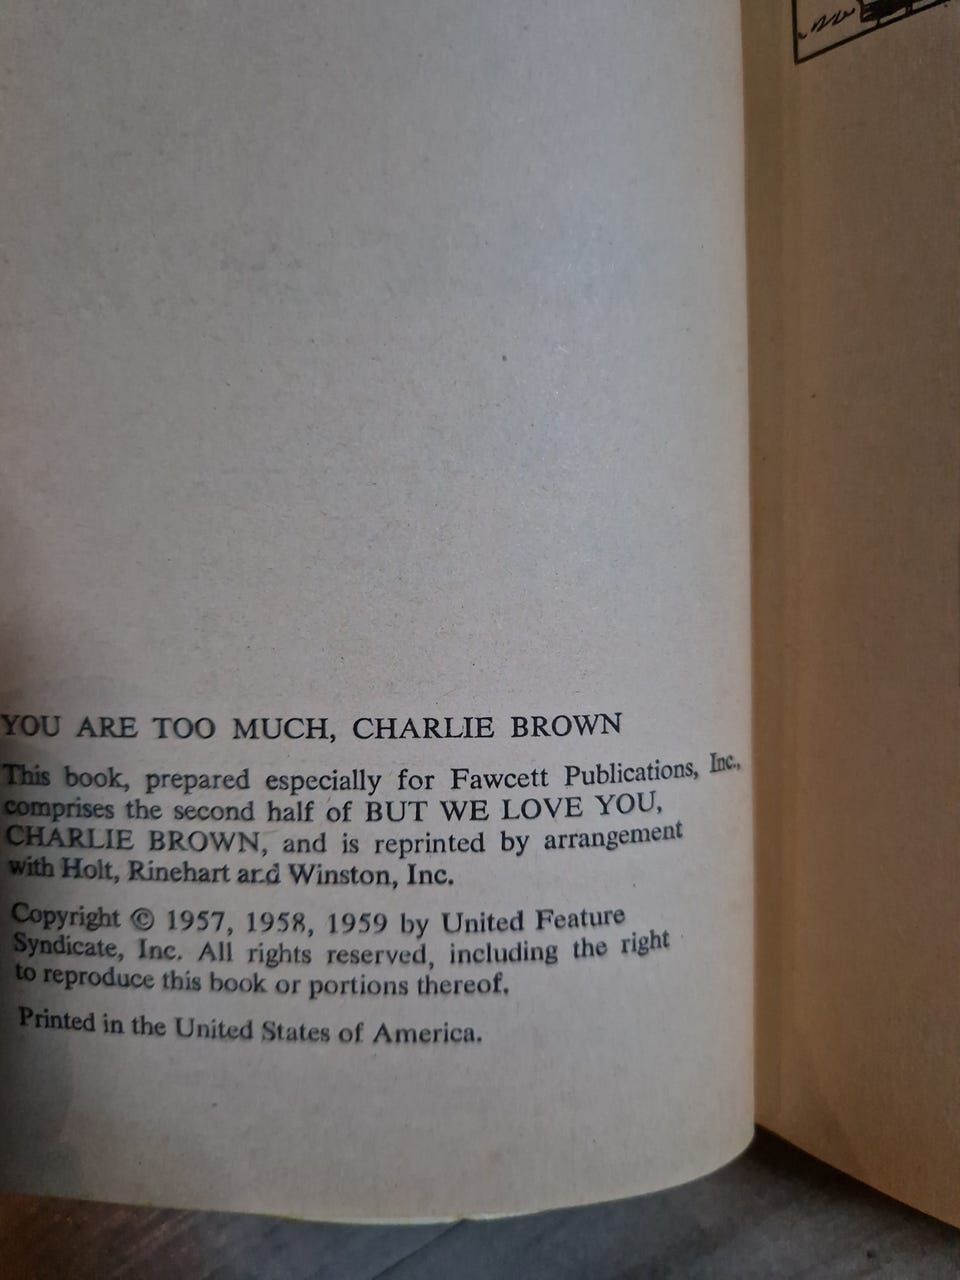 YOU ARE TOO MUCH, CHARLIE BROWN
This book, prepared especially for Fawcett Publications, Inc.,
comprises the second half of BUT WE LOVE YOU,
CHARLIE BROWN, and is reprinted by arrangement
with Holt, Rinehart and Winston, Inc.
Copyright © 1957, 1958, 1959 by United Feature
Syndicate, Inc. All rights reserved, including the right
to reproduce this book or portions thereof.
Printed in the United States of America.